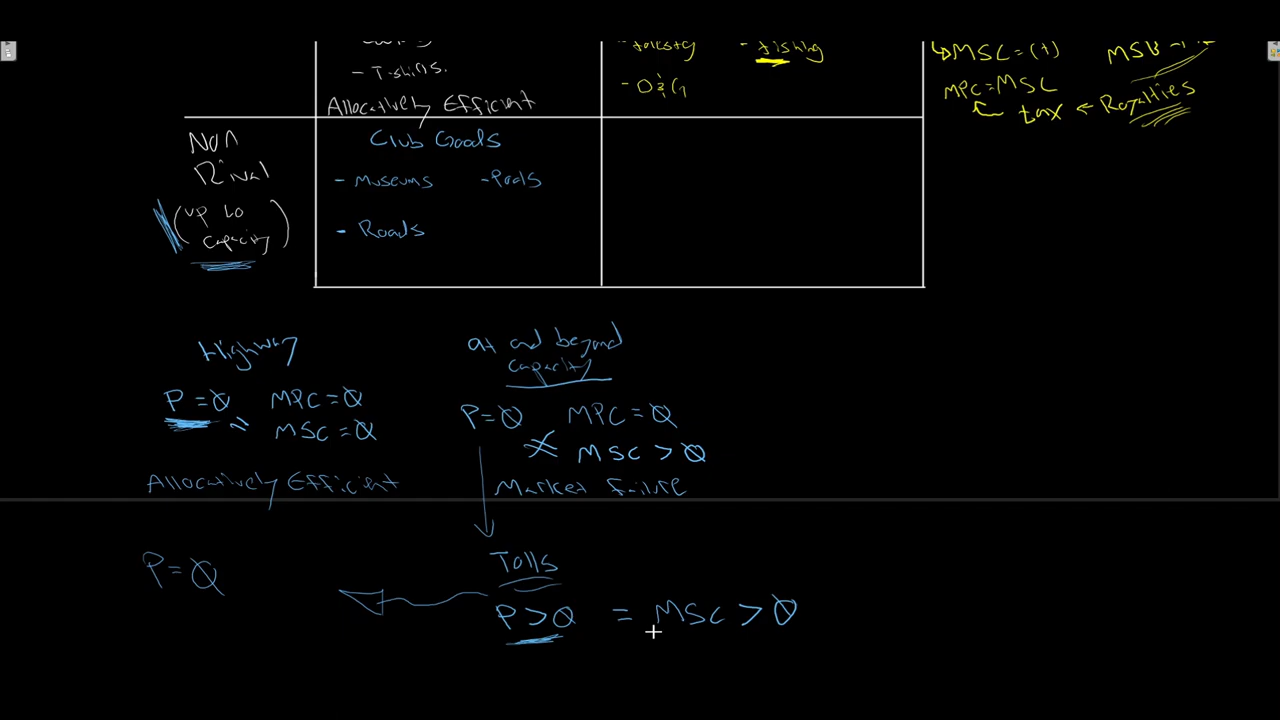 - T-shirts.
Allocatively Efficient
- fishing
- O&G
↳MSC = (+) MSB
MPC = MSC
tax ← Royalties
Non
Rival
(up to
capacity)
Club Goods
- Museums - Pools
- Roads
Highway
P = 0 MPC = 0
= MSC = 0
Allocatively Efficient
P = 0
at and beyond
capacity
P = 0 MPC = 0
≠ MSC > 0
Market Failure
Tolls
P > 0 = MSC > 0